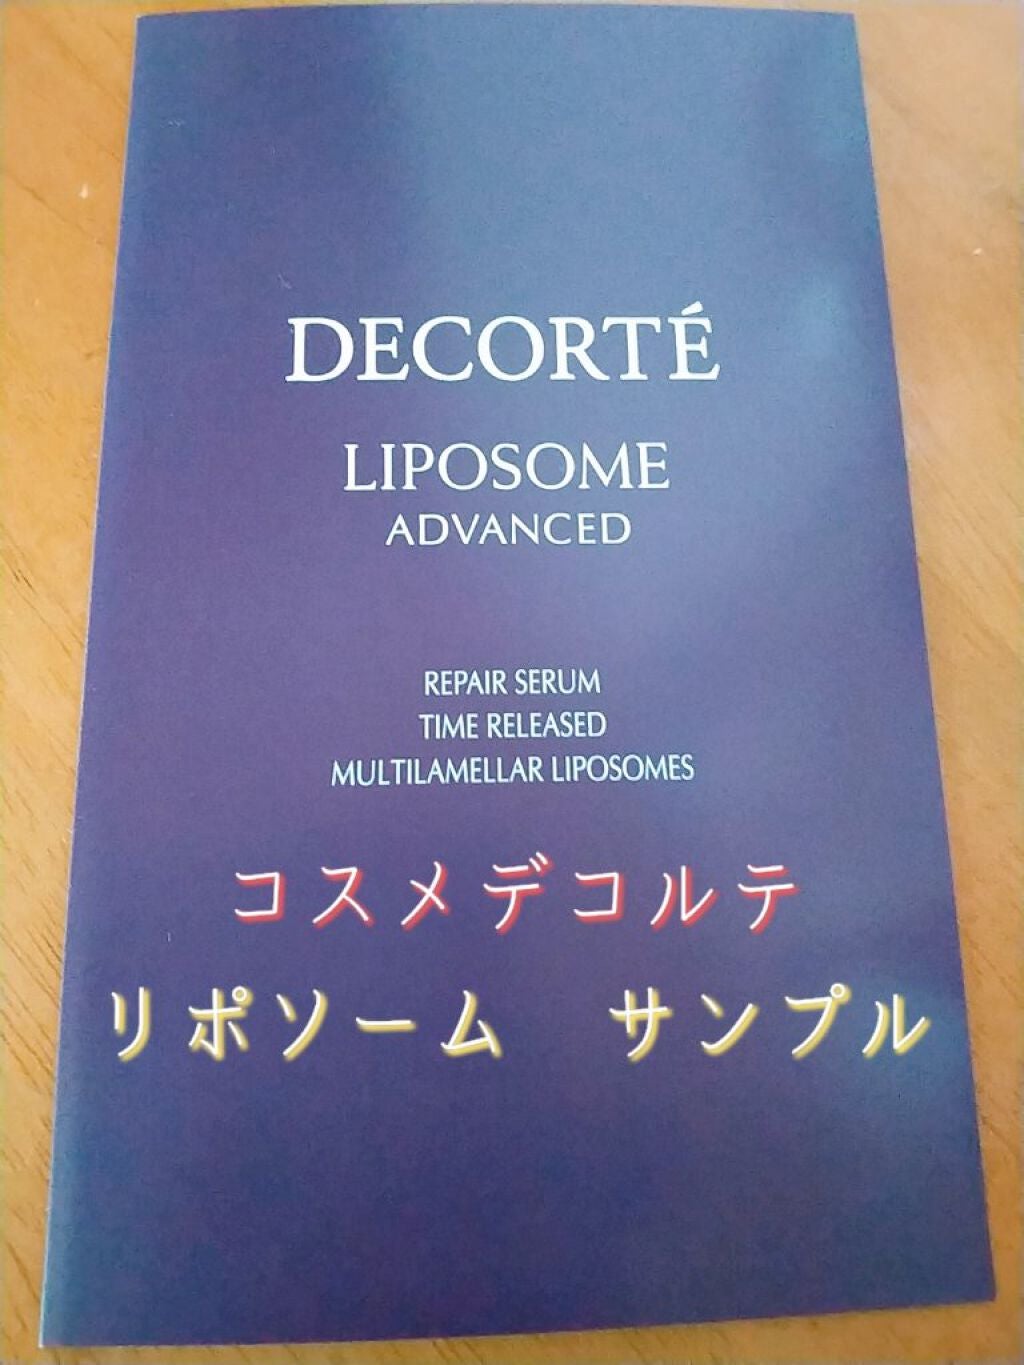 DECORTÉ
LIPOSOME
ADVANCED
REPAIR SERUM
TIME RELEASED
MULTILAMELLAR LIPOSOMES
コスメデコルテ
リポソーム　サンプル